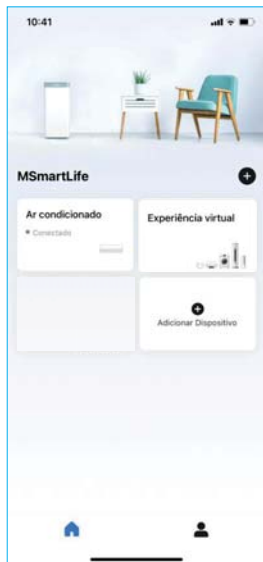 10:41
MSmartLife
Ar condicionado
Conectado
Experiência virtual
Adicionar Dispositivo